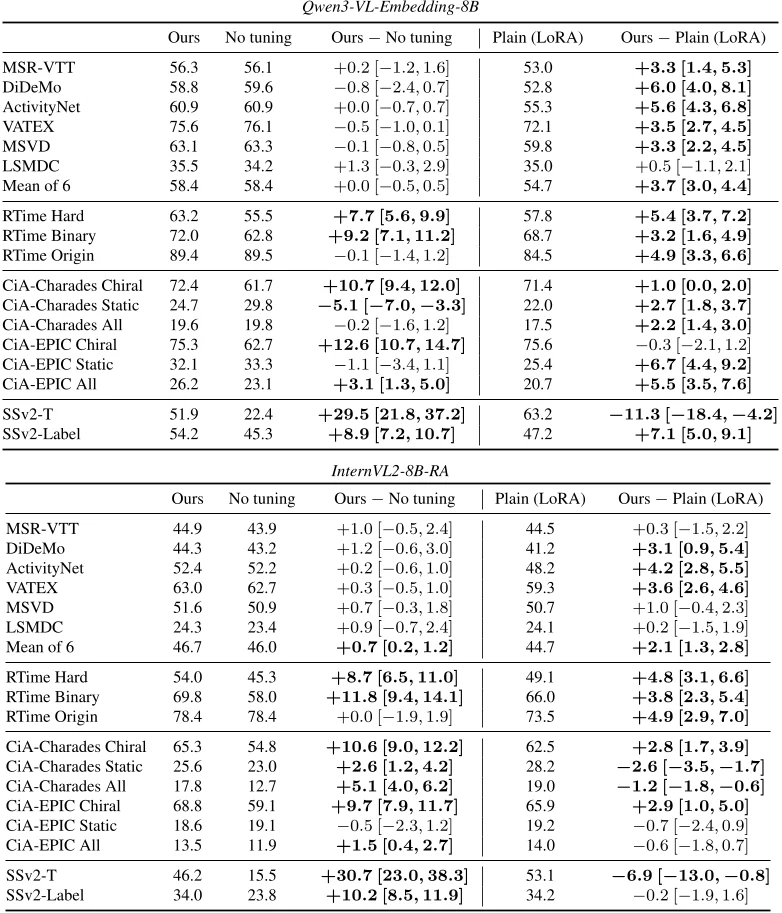 Qwen3-VL-Embedding-8B
Ours No tuning Ours − No tuning Plain (LoRA) Ours − Plain (LoRA)
MSR-VTT 56.3 56.1 +0.2 [−1.2, 1.6] 53.0 +3.3 [1.4, 5.3]
DiDeMo 58.8 59.6 −0.8 [−2.4, 0.7] 52.8 +6.0 [4.0, 8.1]
ActivityNet 60.9 60.9 +0.0 [−0.7, 0.7] 55.3 +5.6 [4.3, 6.8]
VATEX 75.6 76.1 −0.5 [−1.0, 0.1] 72.1 +3.5 [2.7, 4.5]
MSVD 63.1 63.3 −0.1 [−0.8, 0.5] 59.8 +3.3 [2.2, 4.5]
LSMDC 35.5 34.2 +1.3 [−0.3, 2.9] 35.0 +0.5 [−1.1, 2.1]
Mean of 6 58.4 58.4 +0.0 [−0.5, 0.5] 54.7 +3.7 [3.0, 4.4]
RTime Hard 63.2 55.5 +7.7 [5.6, 9.9] 57.8 +5.4 [3.7, 7.2]
RTime Binary 72.0 62.8 +9.2 [7.1, 11.2] 68.7 +3.2 [1.6, 4.9]
RTime Origin 89.4 89.5 −0.1 [−1.4, 1.2] 84.5 +4.9 [3.3, 6.6]
CiA-Charades Chiral 72.4 61.7 +10.7 [9.4, 12.0] 71.4 +1.0 [0.0, 2.0]
CiA-Charades Static 24.7 29.8 −5.1 [−7.0, −3.3] 22.0 +2.7 [1.8, 3.7]
CiA-Charades All 19.6 19.8 −0.2 [−1.6, 1.2] 17.5 +2.2 [1.4, 3.0]
CiA-EPIC Chiral 75.3 62.7 +12.6 [10.7, 14.7] 75.6 −0.3 [−2.1, 1.2]
CiA-EPIC Static 32.1 33.3 −1.1 [−3.4, 1.1] 25.4 +6.7 [4.4, 9.2]
CiA-EPIC All 26.2 23.1 +3.1 [1.3, 5.0] 20.7 +5.5 [3.5, 7.6]
SSv2-T 51.9 22.4 +29.5 [21.8, 37.2] 63.2 −11.3 [−18.4, −4.2]
SSv2-Label 54.2 45.3 +8.9 [7.2, 10.7] 47.2 +7.1 [5.0, 9.1]
InternVL2-8B-RA
Ours No tuning Ours − No tuning Plain (LoRA) Ours − Plain (LoRA)
MSR-VTT 44.9 43.9 +1.0 [−0.5, 2.4] 44.5 +0.3 [−1.5, 2.2]
DiDeMo 44.3 43.2 +1.2 [−0.6, 3.0] 41.2 +3.1 [0.9, 5.4]
ActivityNet 52.4 52.2 +0.2 [−0.6, 1.0] 48.2 +4.2 [2.8, 5.5]
VATEX 63.0 62.7 +0.3 [−0.5, 1.0] 59.3 +3.6 [2.6, 4.6]
MSVD 51.6 50.9 +0.7 [−0.3, 1.8] 50.7 +1.0 [−0.4, 2.3]
LSMDC 24.3 23.4 +0.9 [−0.7, 2.4] 24.1 +0.2 [−1.5, 1.9]
Mean of 6 46.7 46.0 +0.7 [0.2, 1.2] 44.7 +2.1 [1.3, 2.8]
RTime Hard 54.0 45.3 +8.7 [6.5, 11.0] 49.1 +4.8 [3.1, 6.6]
RTime Binary 69.8 58.0 +11.8 [9.4, 14.1] 66.0 +3.8 [2.3, 5.4]
RTime Origin 78.4 78.4 +0.0 [−1.9, 1.9] 73.5 +4.9 [2.9, 7.0]
CiA-Charades Chiral 65.3 54.8 +10.6 [9.0, 12.2] 62.5 +2.8 [1.7, 3.9]
CiA-Charades Static 25.6 23.0 +2.6 [1.2, 4.2] 28.2 −2.6 [−3.5, −1.7]
CiA-Charades All 17.8 12.7 +5.1 [4.0, 6.2] 19.0 −1.2 [−1.8, −0.6]
CiA-EPIC Chiral 68.8 59.1 +9.7 [7.9, 11.7] 65.9 +2.9 [1.0, 5.0]
CiA-EPIC Static 18.6 19.1 −0.5 [−2.3, 1.2] 19.2 −0.7 [−2.4, 0.9]
CiA-EPIC All 13.5 11.9 +1.5 [0.4, 2.7] 14.0 −0.6 [−1.8, 0.7]
SSv2-T 46.2 15.5 +30.7 [23.0, 38.3] 53.1 −6.9 [−13.0, −0.8]
SSv2-Label 34.0 23.8 +10.2 [8.5, 11.9] 34.2 −0.2 [−1.9, 1.6]